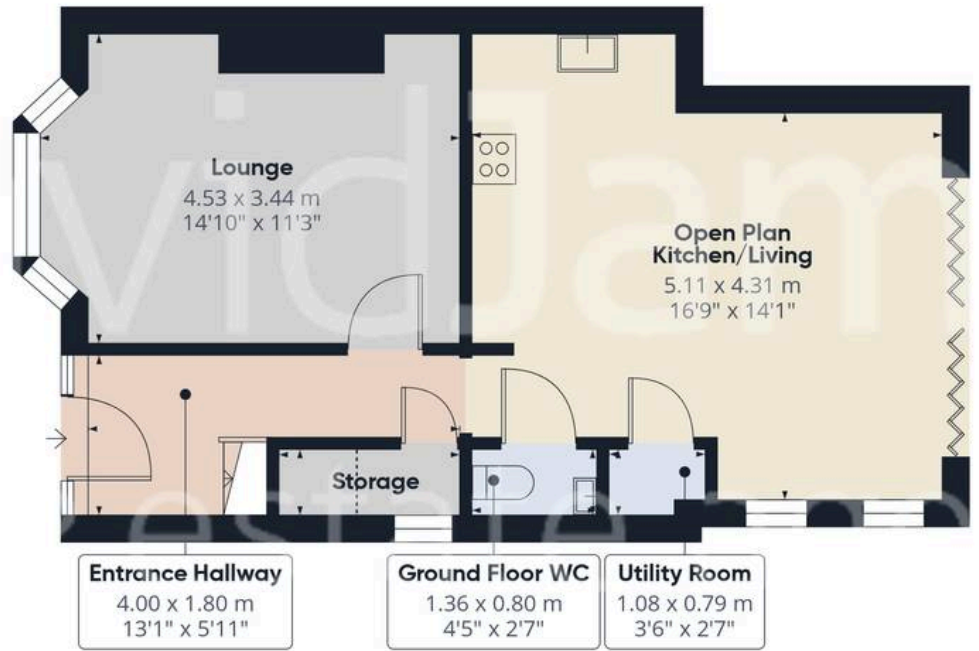 Lounge
4.53 x 3.44 m
14'10" x 11'3"
Open Plan
Kitchen/Living
5.11 x 4.31 m
16'9" x 14'1"
Storage
Entrance Hallway
4.00 x 1.80 m
13'1" x 5'11"
Ground Floor WC
1.36 x 0.80 m
4'5" x 2'7"
Utility Room
1.08 x 0.79 m
3'6" x 2'7"
vidJam
estate